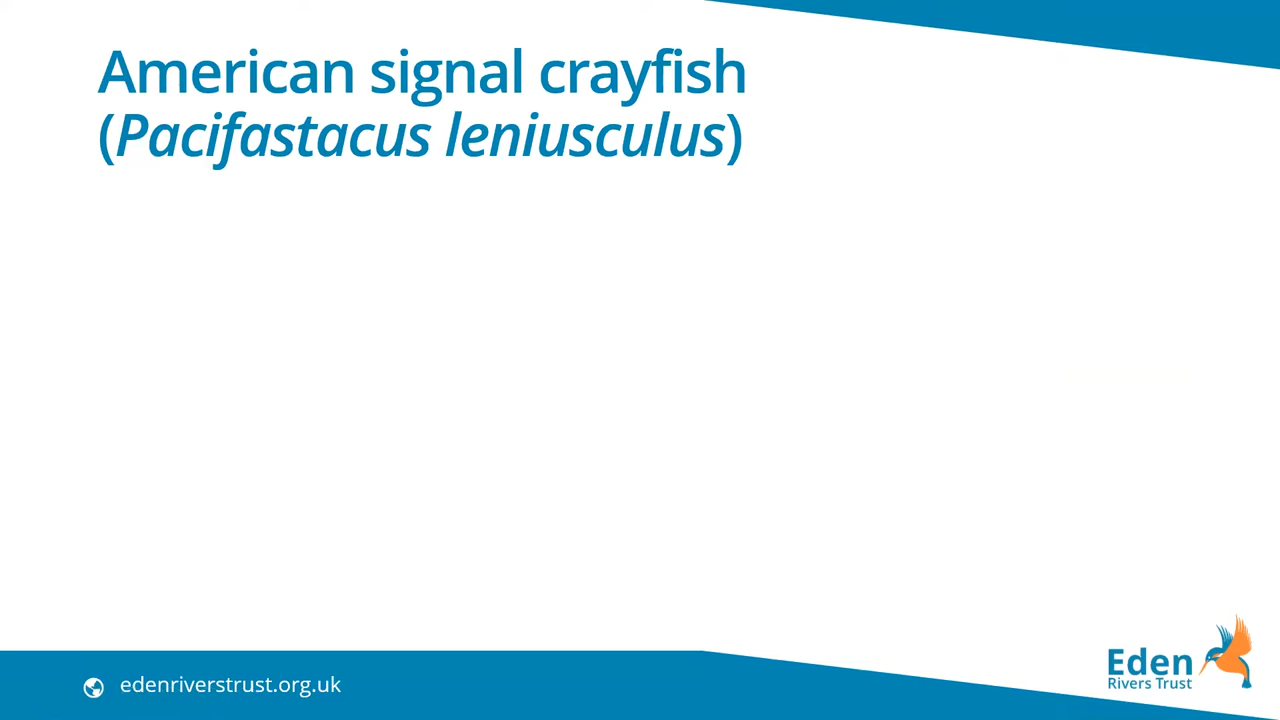 American signal crayfish
(Pacifastacus leniusculus)
edenriverstrust.org.uk
Eden
Rivers Trust